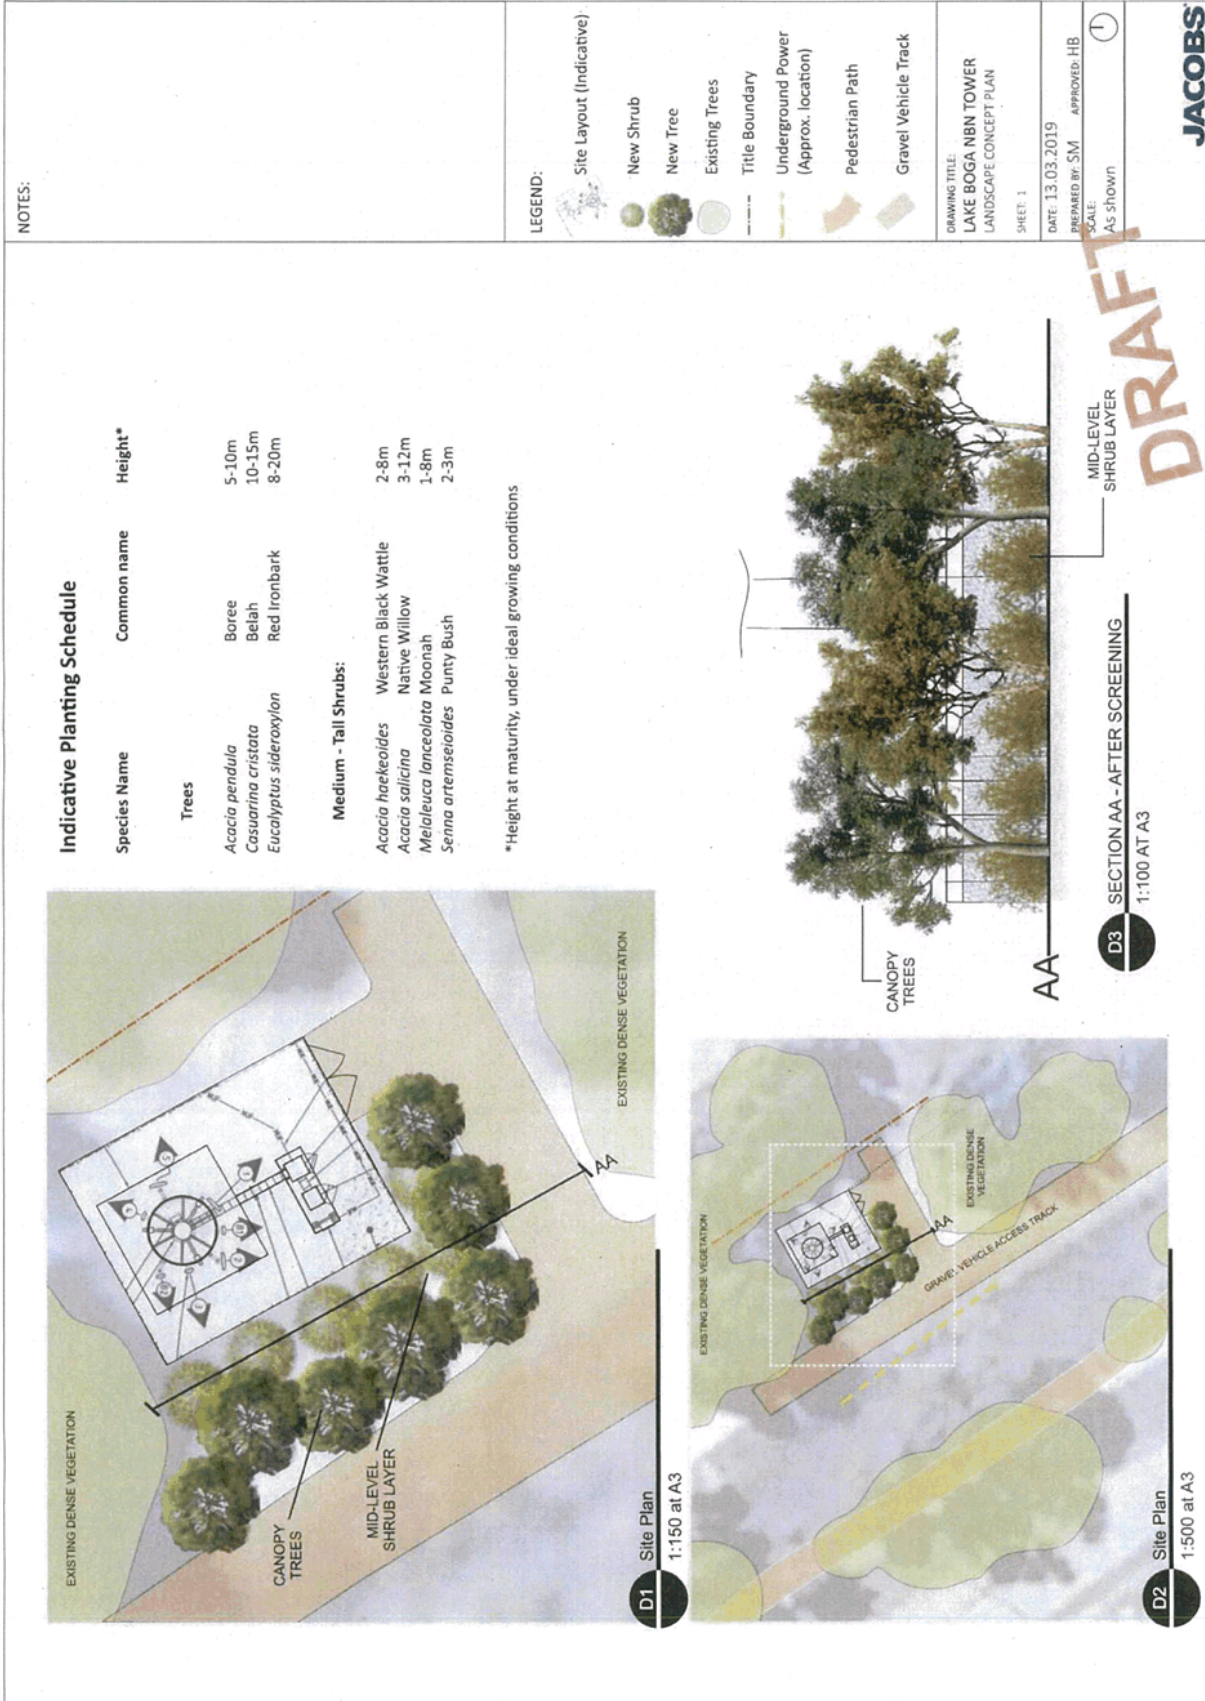 EXISTING DENSE VEGETATION
CANOPY
TREES
MID-LEVEL
SHRUB LAYER
AA
EXISTING DENSE VEGETATION
D1 Site Plan
1:150 at A3
EXISTING DENSE VEGETATION
EXISTING DENSE
VEGETATION
AA
GRAVEL VEHICLE ACCESS TRACK
D2 Site Plan
1:500 at A3
Indicative Planting Schedule
Species Name Common name Height*
Trees
Acacia pendula Boree 5-10m
Casuarina cristata Belah 10-15m
Eucalyptus sideroxylon Red Ironbark 8-20m
Medium - Tall Shrubs:
Acacia haekeoides Western Black Wattle 2-8m
Acacia salicina Native Willow 3-12m
Melaleuca lanceolata Moonah 1-8m
Senna artemseioides Punty Bush 2-3m
*Height at maturity, under ideal growing conditions
CANOPY
TREES
AA
MID-LEVEL
SHRUB LAYER
D3 SECTION AA - AFTER SCREENING
1:100 AT A3
DRAFT
NOTES:
LEGEND:
Site Layout (Indicative)
New Shrub
New Tree
Existing Trees
Title Boundary
Underground Power
(Approx. location)
Pedestrian Path
Gravel Vehicle Track
DRAWING TITLE:
LAKE BOGA NBN TOWER
LANDSCAPE CONCEPT PLAN
SHEET: 1
DATE: 13.03.2019
PREPARED BY: SM APPROVED: HB
SCALE:
As shown
JACOBS